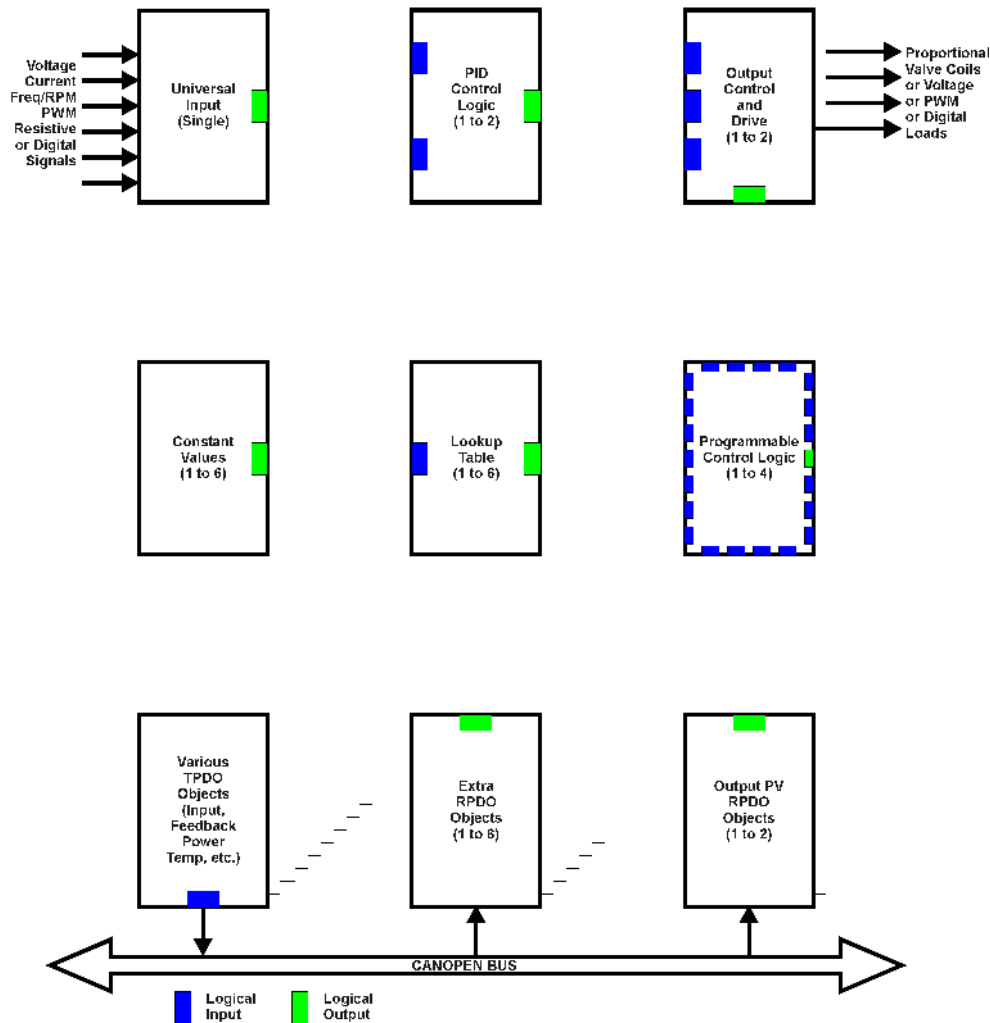 Voltage
Current
Freq/RPM
PWM
Resistive
or Digital
Signals
Universal
Input
(Single)
PID
Control
Logic
(1 to 2)
Output
Control
and
Drive
(1 to 2)
Proportional
Valve Coils
or Voltage
or PWM
or Digital
Loads
Constant
Values
(1 to 6)
Lookup
Table
(1 to 6)
Programmable
Control Logic
(1 to 4)
Various
TPDO
Objects
(Input,
Feedback
Power
Temp, etc.)
Extra
RPDO
Objects
(1 to 6)
Output PV
RPDO
Objects
(1 to 2)
CANOPEN BUS
Logical
Input
Logical
Output